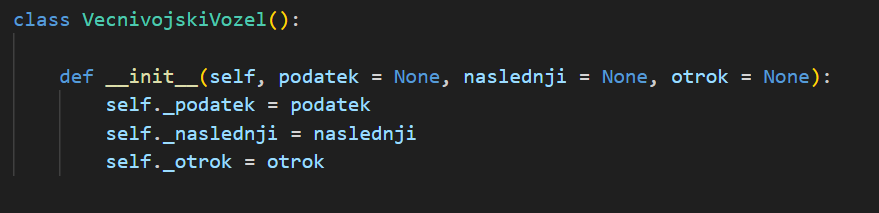 class VecnivojskiVozel():
def __init__(self, podatek = None, naslednji = None, otrok = None):
self._podatek = podatek
self._naslednji = naslednji
self._otrok = otrok